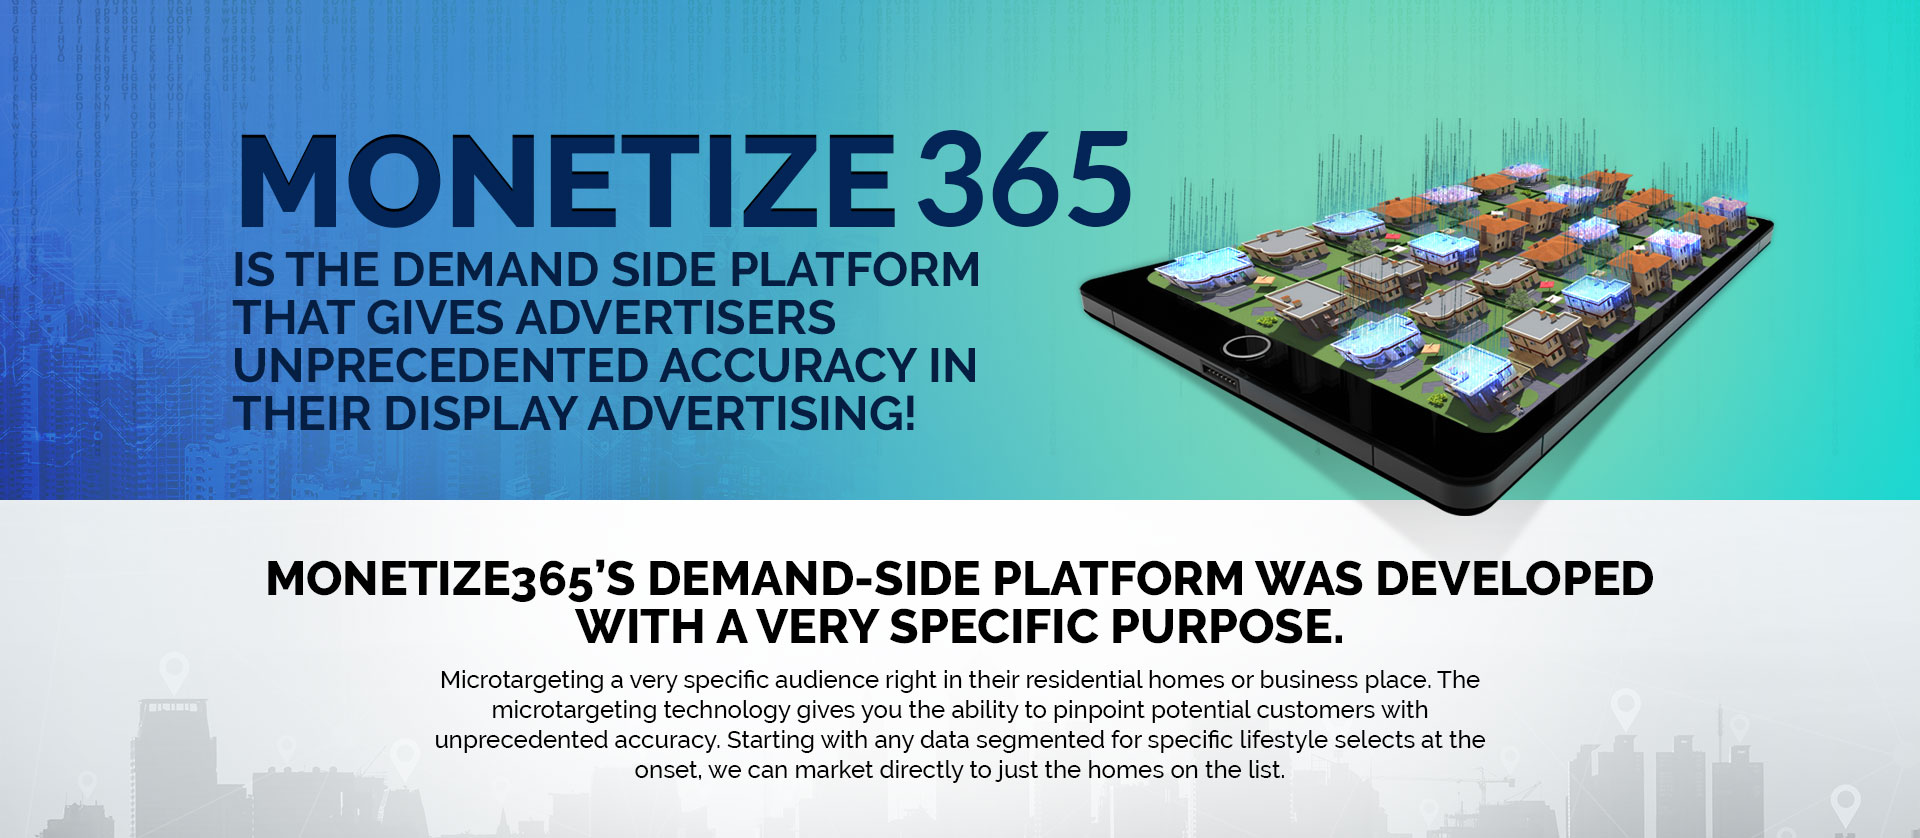 MONETIZE 365
IS THE DEMAND SIDE PLATFORM
THAT GIVES ADVERTISERS
UNPRECEDENTED ACCURACY IN
THEIR DISPLAY ADVERTISING!
MONETIZE365’S DEMAND-SIDE PLATFORM WAS DEVELOPED
WITH A VERY SPECIFIC PURPOSE.
Microtargeting a very specific audience right in their residential homes or business place. The
microtargeting technology gives you the ability to pinpoint potential customers with
unprecedented accuracy. Starting with any data segmented for specific lifestyle selects at the
onset, we can market directly to just the homes on the list.